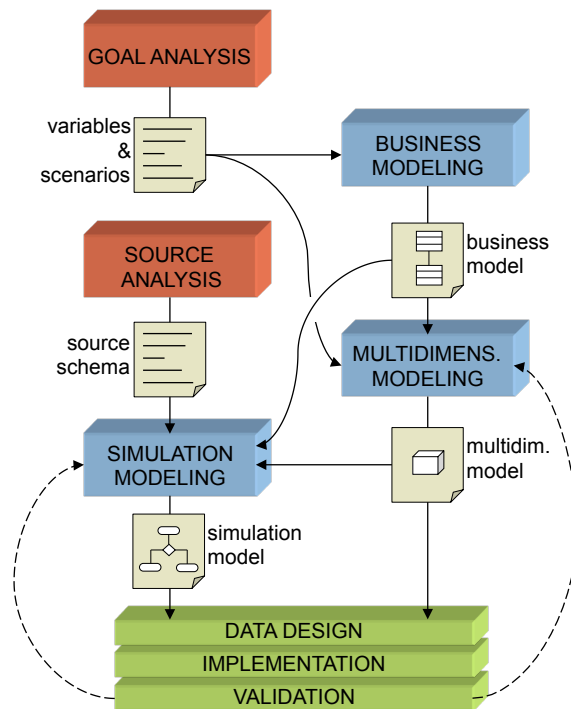 GOAL ANALYSIS
variables
&
scenarios
BUSINESS
MODELING
business
model
SOURCE
ANALYSIS
source
schema
MULTIDIMENS.
MODELING
SIMULATION
MODELING
multidim.
model
simulation
model
DATA DESIGN
IMPLEMENTATION
VALIDATION